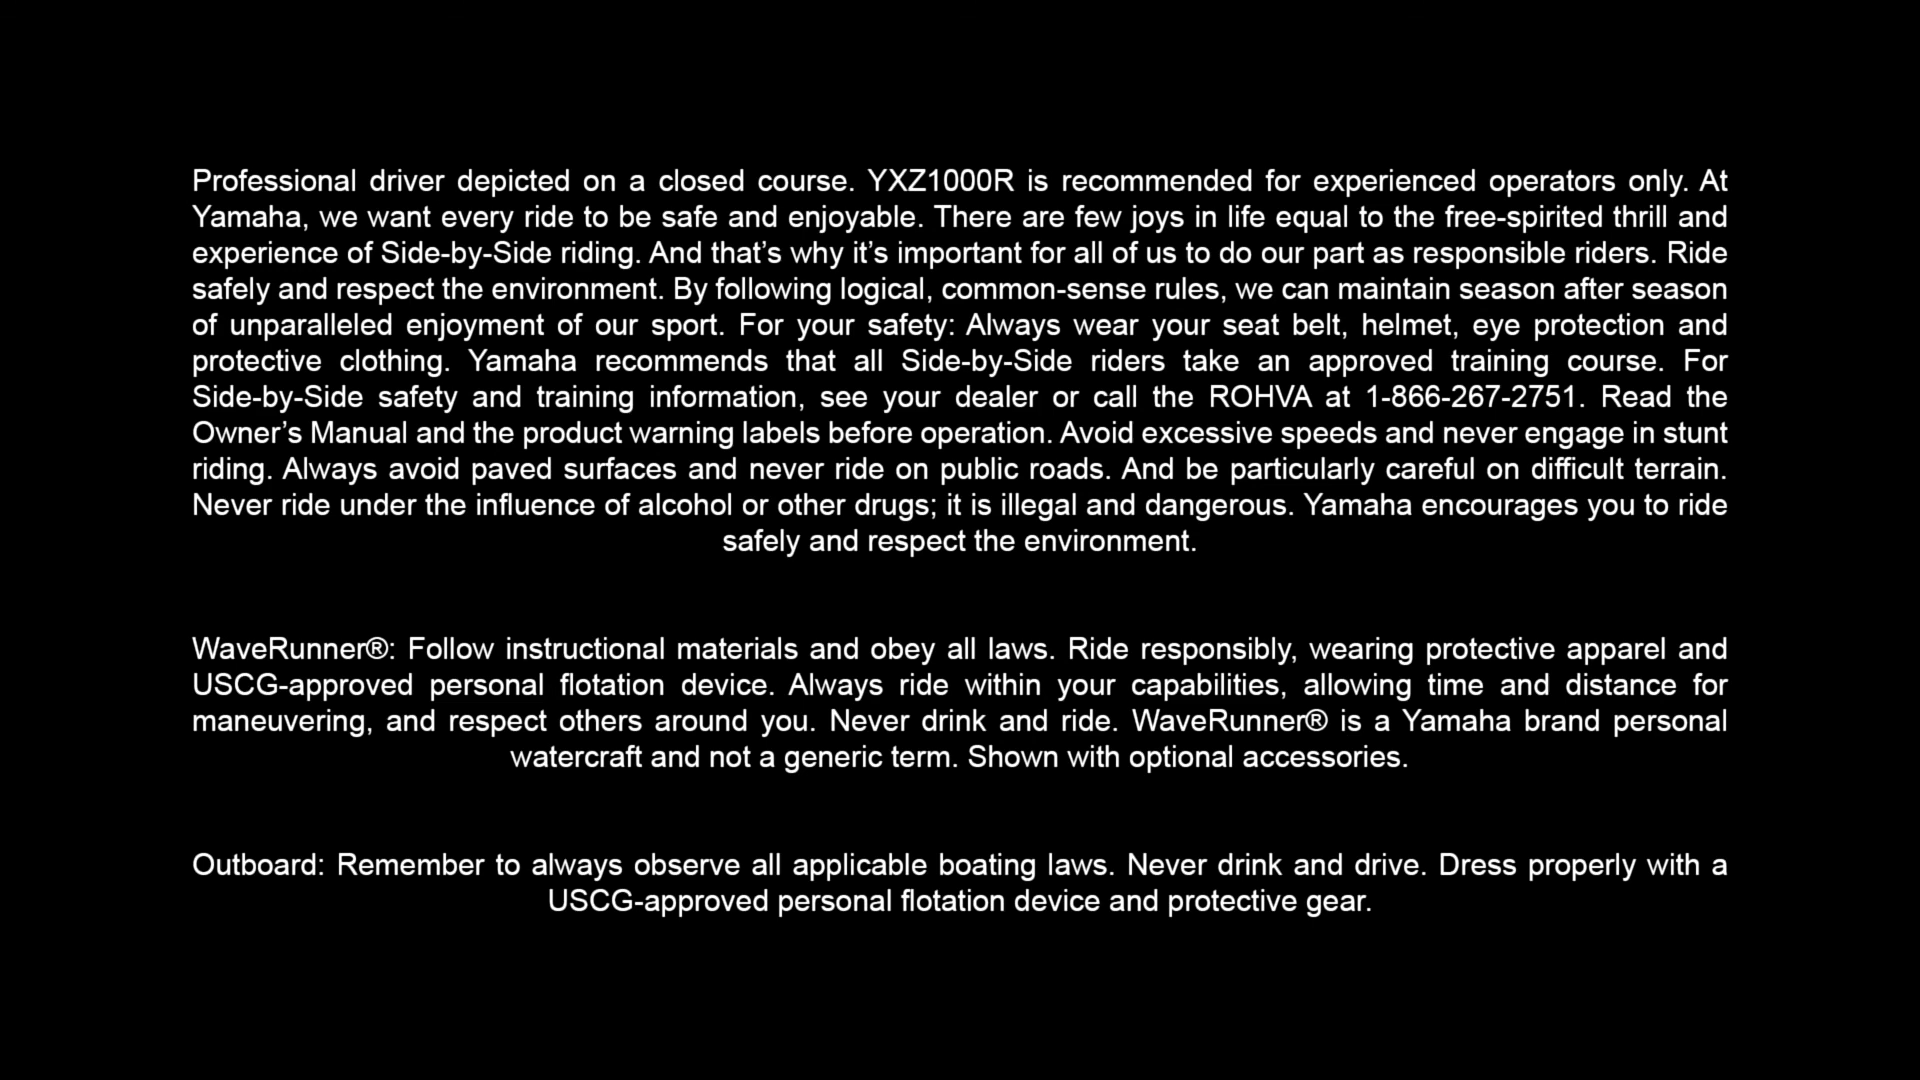 Professional driver depicted on a closed course. YXZ1000R is recommended for experienced operators only. At
Yamaha, we want every ride to be safe and enjoyable. There are few joys in life equal to the free-spirited thrill and
experience of Side-by-Side riding. And that’s why it’s important for all of us to do our part as responsible riders. Ride
safely and respect the environment. By following logical, common-sense rules, we can maintain season after season
of unparalleled enjoyment of our sport. For your safety: Always wear your seat belt, helmet, eye protection and
protective clothing. Yamaha recommends that all Side-by-Side riders take an approved training course. For
Side-by-Side safety and training information, see your dealer or call the ROHVA at 1-866-267-2751. Read the
Owner’s Manual and the product warning labels before operation. Avoid excessive speeds and never engage in stunt
riding. Always avoid paved surfaces and never ride on public roads. And be particularly careful on difficult terrain.
Never ride under the influence of alcohol or other drugs; it is illegal and dangerous. Yamaha encourages you to ride
safely and respect the environment.
WaveRunner®: Follow instructional materials and obey all laws. Ride responsibly, wearing protective apparel and
USCG-approved personal flotation device. Always ride within your capabilities, allowing time and distance for
maneuvering, and respect others around you. Never drink and ride. WaveRunner® is a Yamaha brand personal
watercraft and not a generic term. Shown with optional accessories.
Outboard: Remember to always observe all applicable boating laws. Never drink and drive. Dress properly with a
USCG-approved personal flotation device and protective gear.